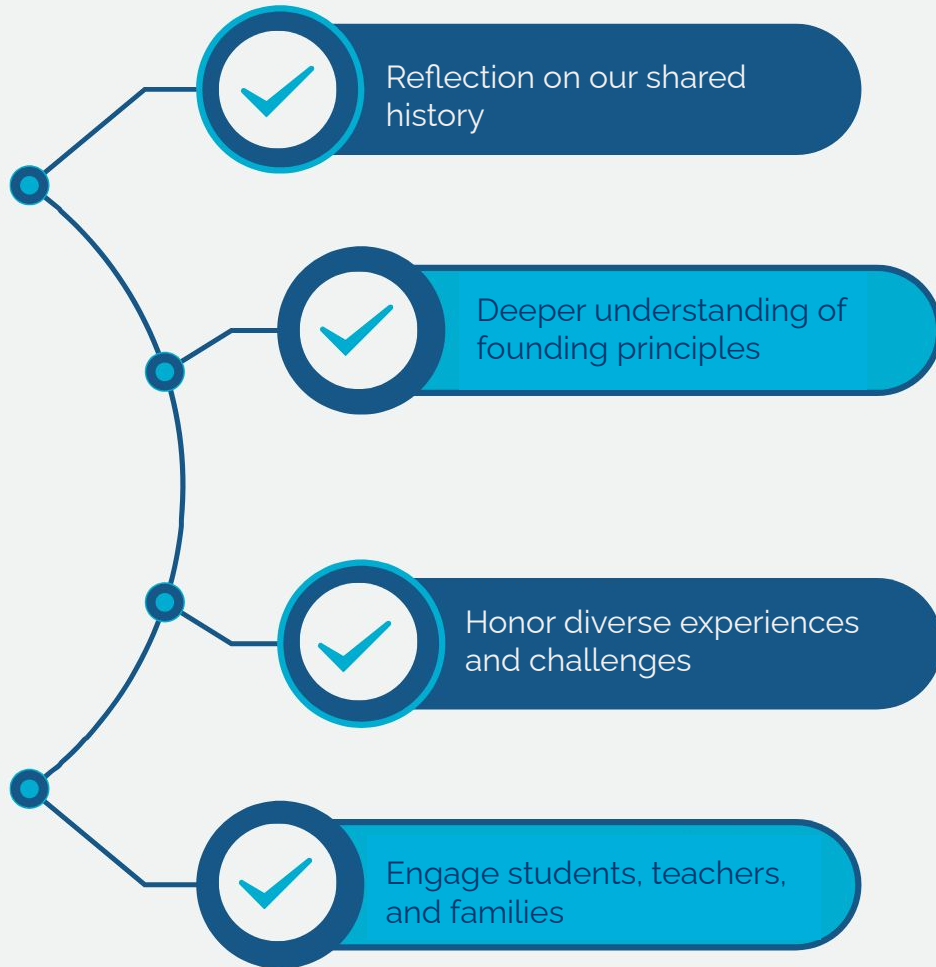 Reflection on our shared
history
Deeper understanding of
founding principles
Honor diverse experiences
and challenges
Engage students, teachers,
and families